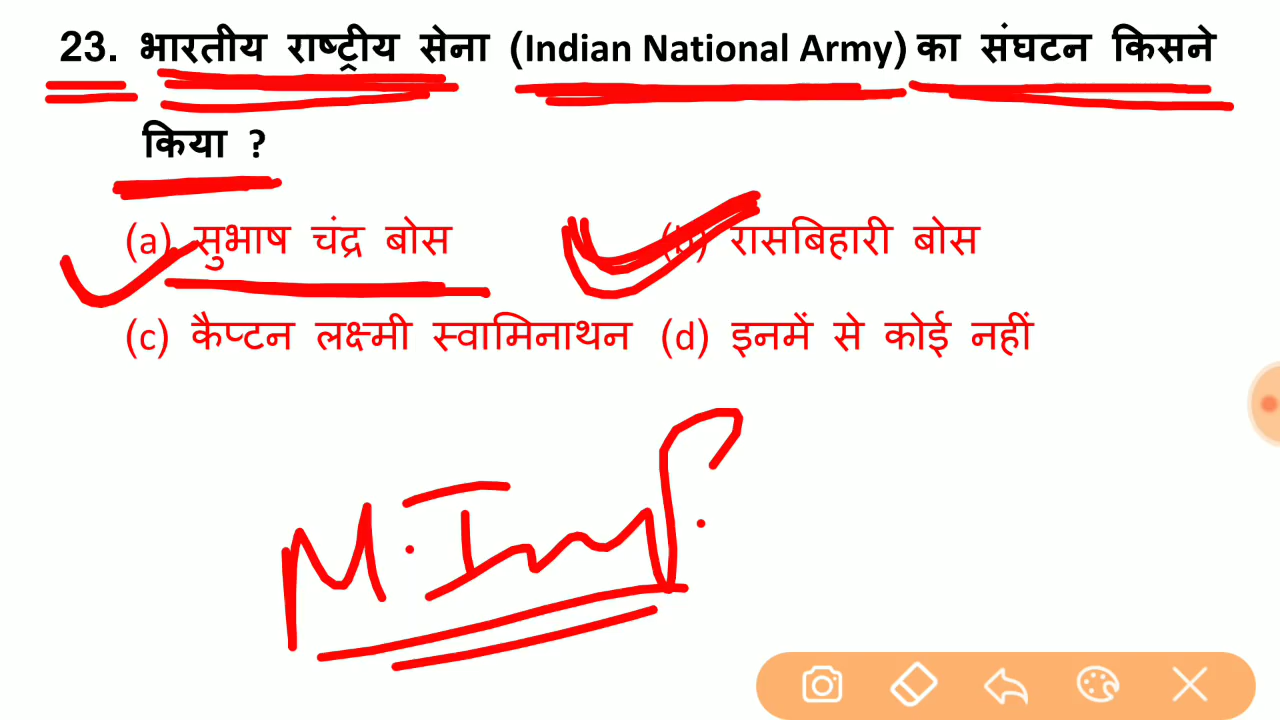 23. भारतीय राष्ट्रीय सेना (Indian National Army) का संघटन किसने
किया ?
(a) सुभाष चंद्र बोस (b) रासबिहारी बोस
(c) कैप्टन लक्ष्मी स्वामिनाथन (d) इनमें से कोई नहीं
M. Imp.